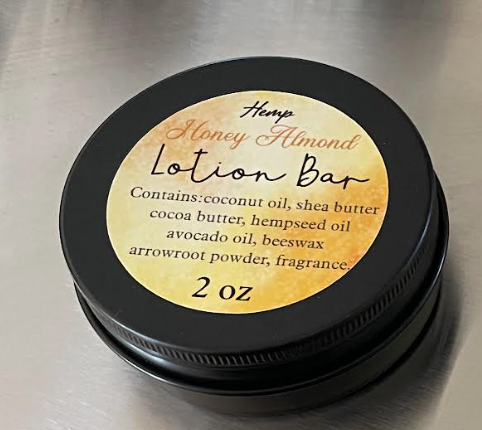 Hemp
Honey Almond
Lotion Bar
Contains:coconut oil, shea butter
cocoa butter, hempseed oil
avocado oil, beeswax
arrowroot powder, fragrance.
2 oz